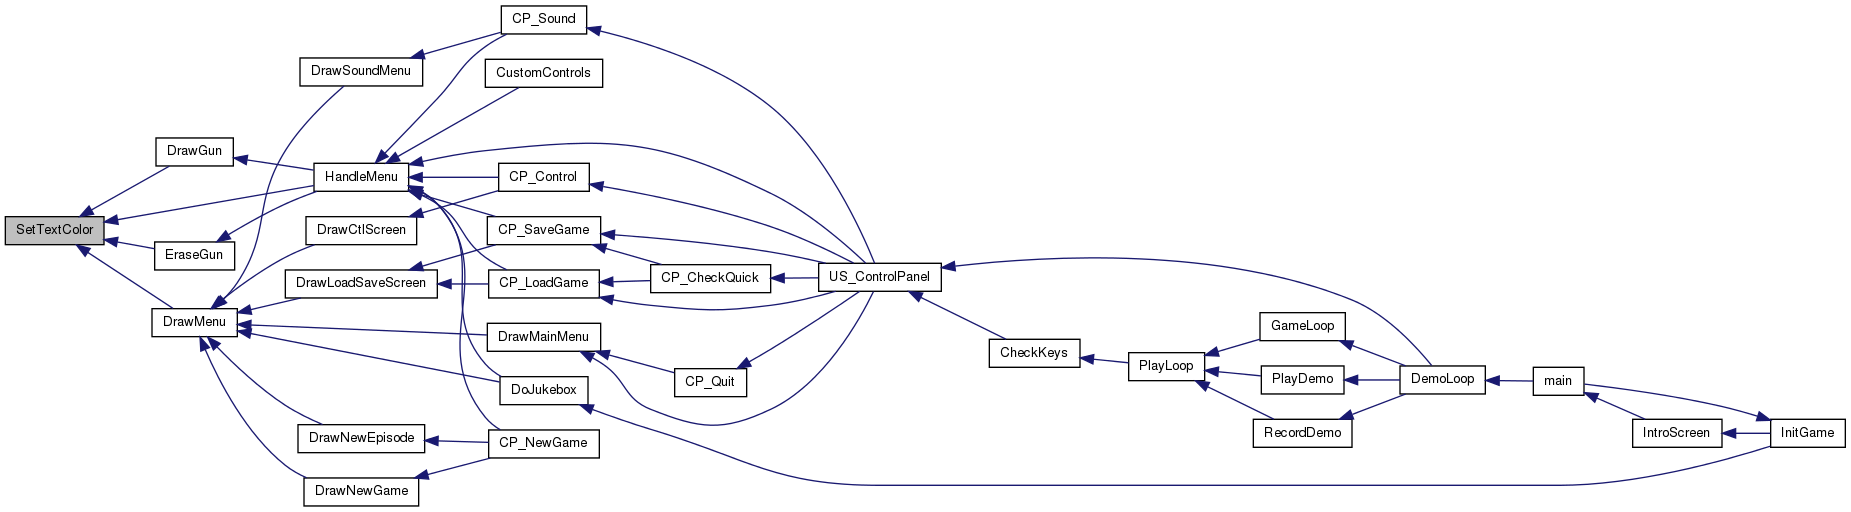 CP_Sound
DrawSoundMenu
CustomControls
DrawGun
HandleMenu
CP_Control
SetTextColor
DrawCtlScreen
CP_SaveGame
EraseGun
DrawLoadSaveScreen
CP_LoadGame
CP_CheckQuick
US_ControlPanel
DrawMenu
DrawMainMenu
GameLoop
CheckKeys
PlayLoop
CP_Quit
DoJukebox
PlayDemo
DemoLoop
main
DrawNewEpisode
CP_NewGame
RecordDemo
IntroScreen
InitGame
DrawNewGame